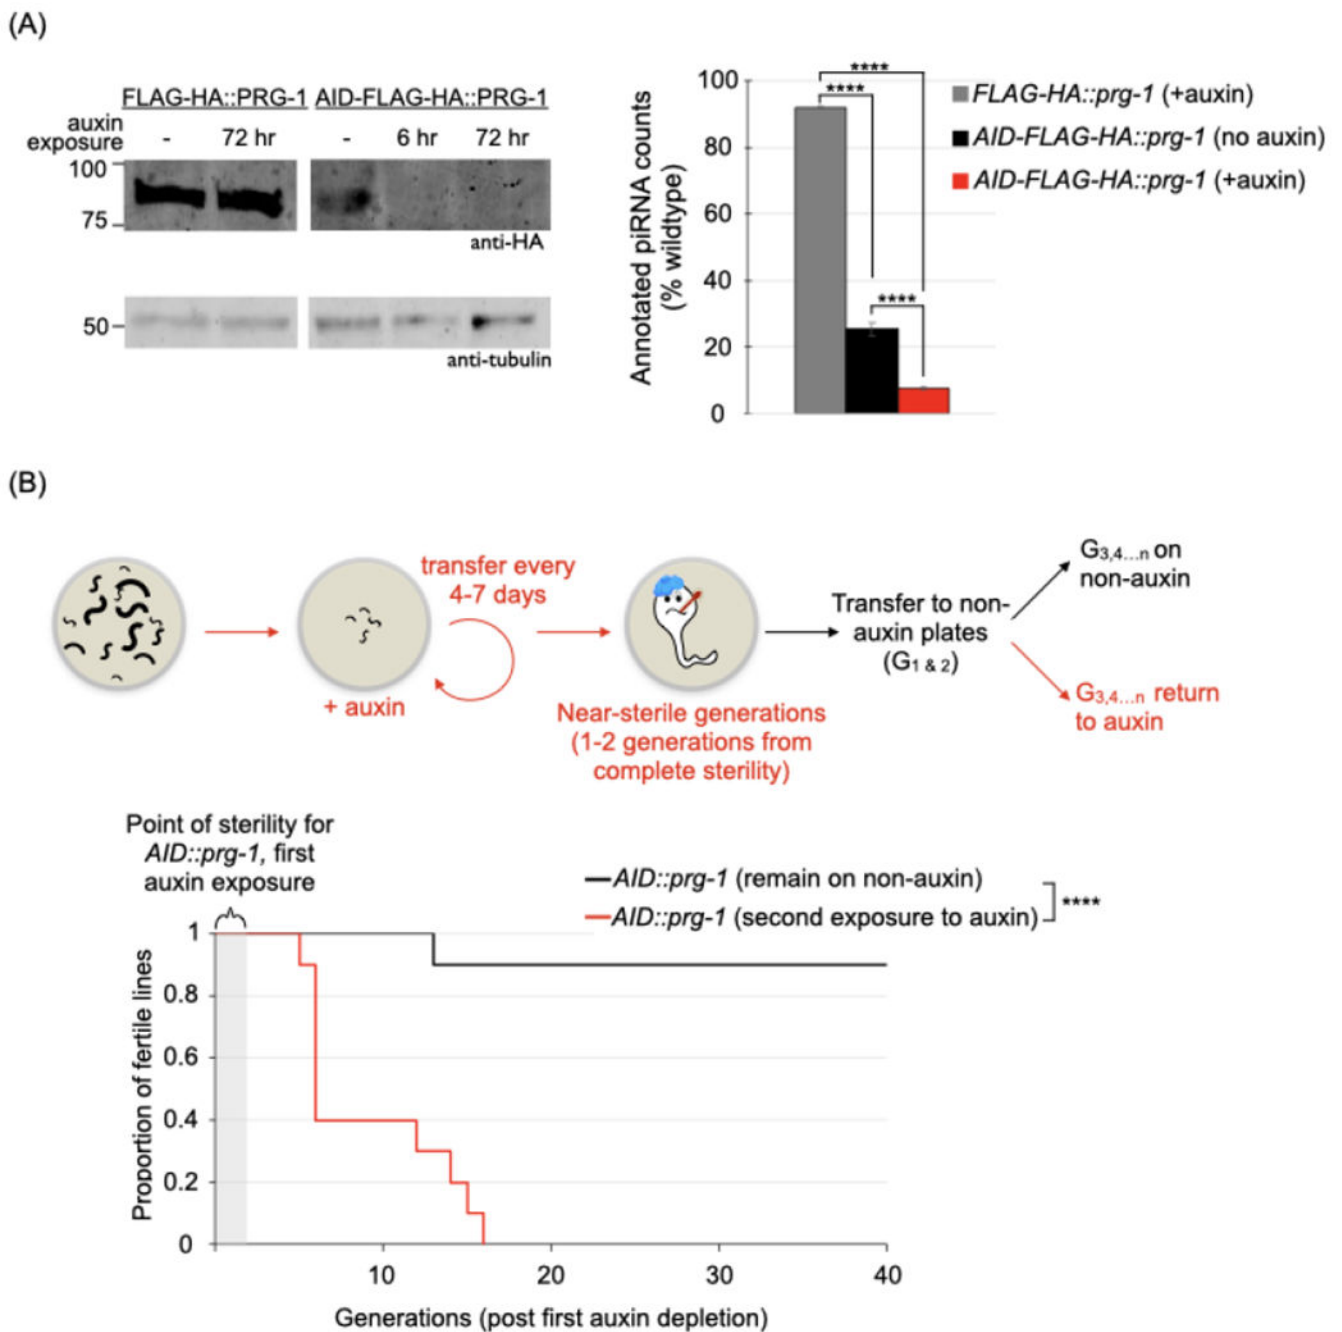 (A)
FLAG-HA::PRG-1 AID-FLAG-HA::PRG-1
auxin
exposure - 72 hr - 6 hr 72 hr
100
75
anti-HA
50
anti-tubulin
Annotated piRNA counts
(% wildtype)
100
80
60
40
20
0
****
****
****
FLAG-HA::prg-1 (+auxin)
AID-FLAG-HA::prg-1 (no auxin)
AID-FLAG-HA::prg-1 (+auxin)
(B)
+ auxin
transfer every
4-7 days
Near-sterile generations
(1-2 generations from
complete sterility)
Transfer to non-
auxin plates
(G1 & 2)
G3,4...n on
non-auxin
G3,4...n return
to auxin
Point of sterility for
AID::prg-1, first
auxin exposure
AID::prg-1 (remain on non-auxin)
AID::prg-1 (second exposure to auxin)
****
Proportion of fertile lines
1
0.8
0.6
0.4
0.2
0
10 20 30 40
Generations (post first auxin depletion)